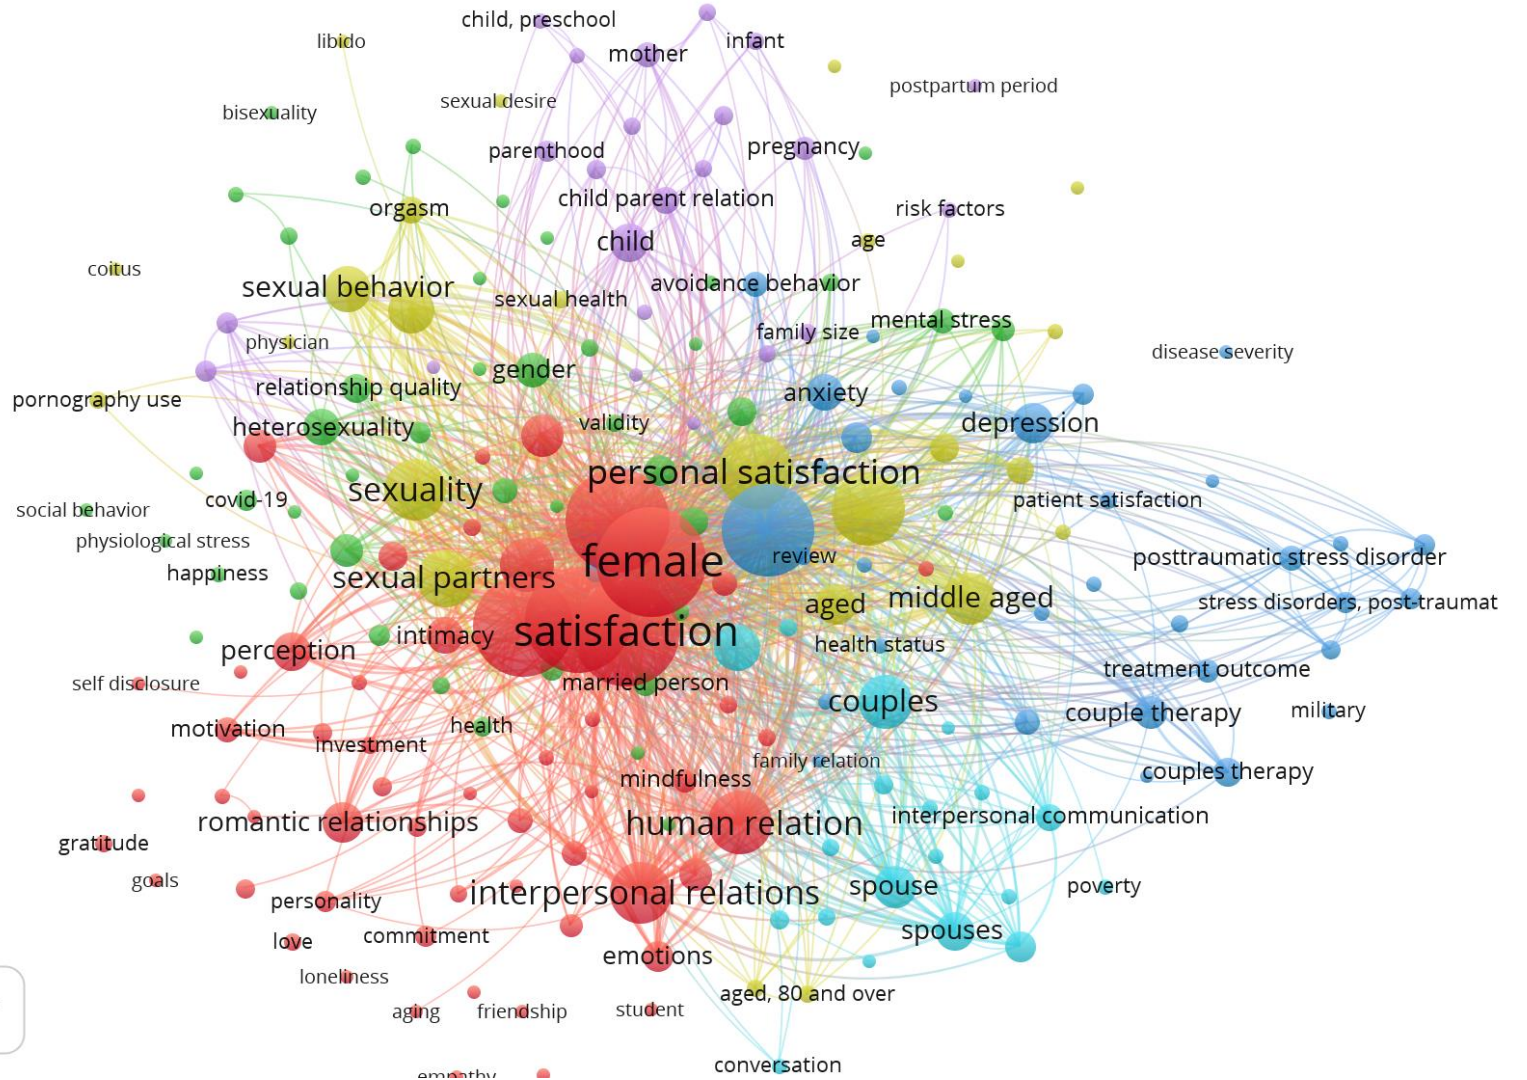 child, preschool
libido
mother
infant
postpartum period
sexual desire
bisexuality
parenthood
pregnancy
child parent relation
orgasm
risk factors
child
age
coitus
sexual behavior
avoidance behavior
sexual health
mental stress
family size
physician
disease severity
relationship quality
gender
anxiety
pornography use
heterosexuality
validity
depression
personal satisfaction
sexuality
covid-19
patient satisfaction
social behavior
physiological stress
female
review
posttraumatic stress disorder
happiness
sexual partners
aged
middle aged
stress disorders, post-traumat
satisfaction
intimacy
health status
perception
treatment outcome
self disclosure
married person
couples
military
couple therapy
motivation
health
investment
family relation
couples therapy
mindfulness
romantic relationships
human relation
interpersonal communication
gratitude
goals
interpersonal relations
spouse
poverty
personality
spouses
love
commitment
emotions
loneliness
aged, 80 and over
aging
friendship
student
conversation
empathy